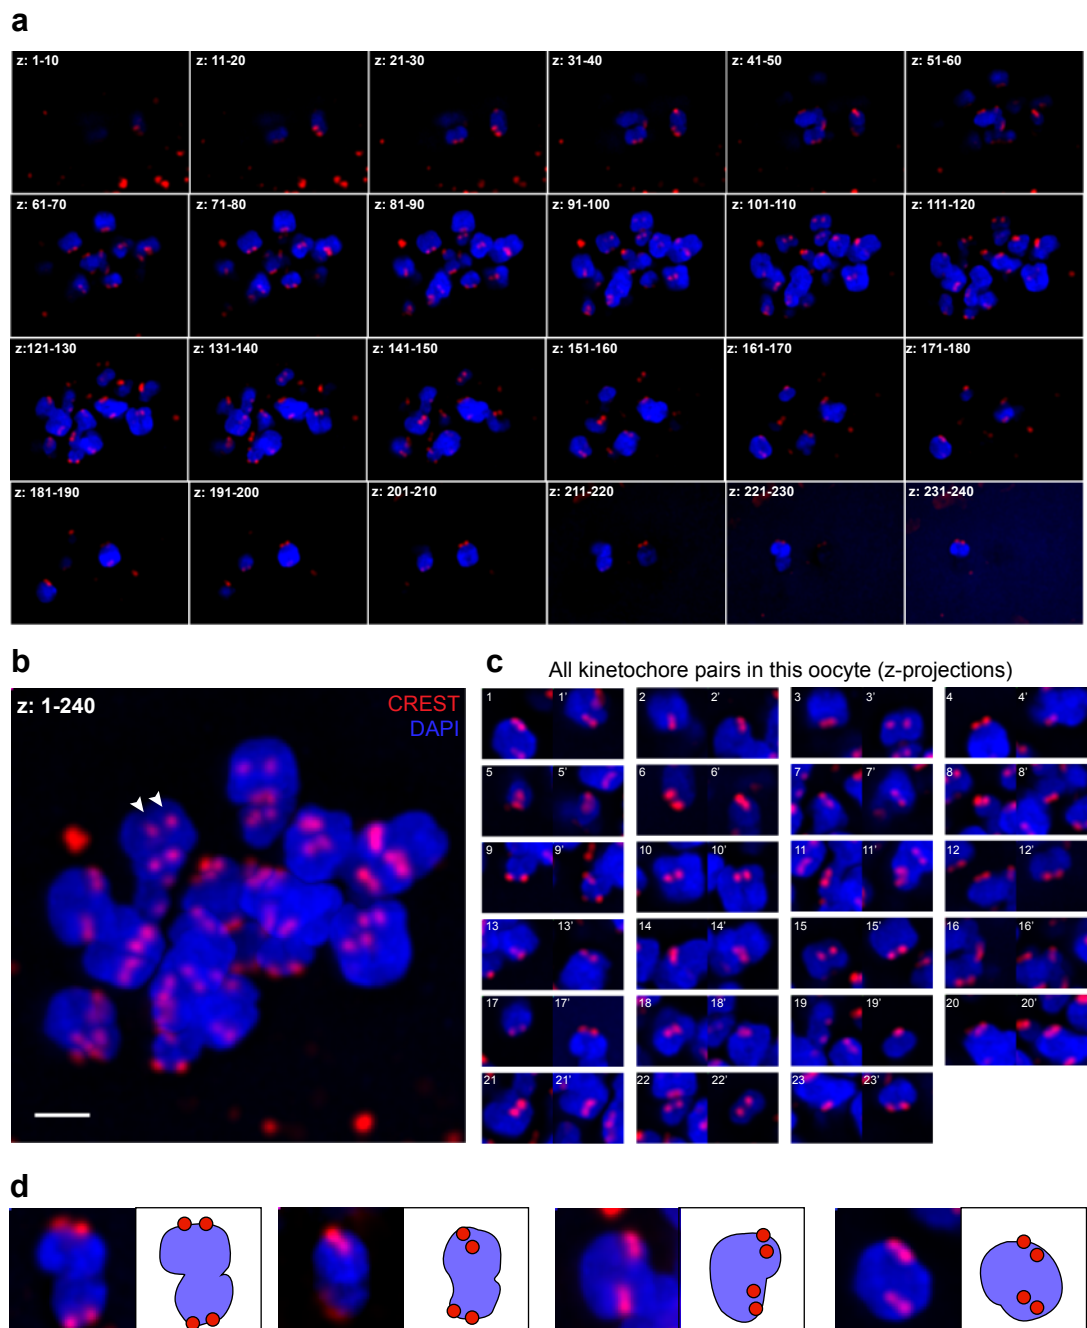 a
z: 1-10 z: 11-20 z: 21-30 z: 31-40 z: 41-50 z: 51-60
z: 61-70 z: 71-80 z: 81-90 z: 91-100 z: 101-110 z: 111-120
z:121-130 z: 131-140 z: 141-150 z: 151-160 z: 161-170 z: 171-180
z: 181-190 z: 191-200 z: 201-210 z: 211-220 z: 221-230 z: 231-240
b
z: 1-240
CREST
DAPI
c
All kinetochore pairs in this oocyte (z-projections)
1 1' 2 2' 3 3' 4 4'
5 5' 6 6' 7 7' 8 8'
9 9' 10 10' 11 11' 12 12'
13 13' 14 14' 15 15' 16 16'
17 17' 18 18' 19 19' 20 20'
21 21' 22 22' 23 23'
d